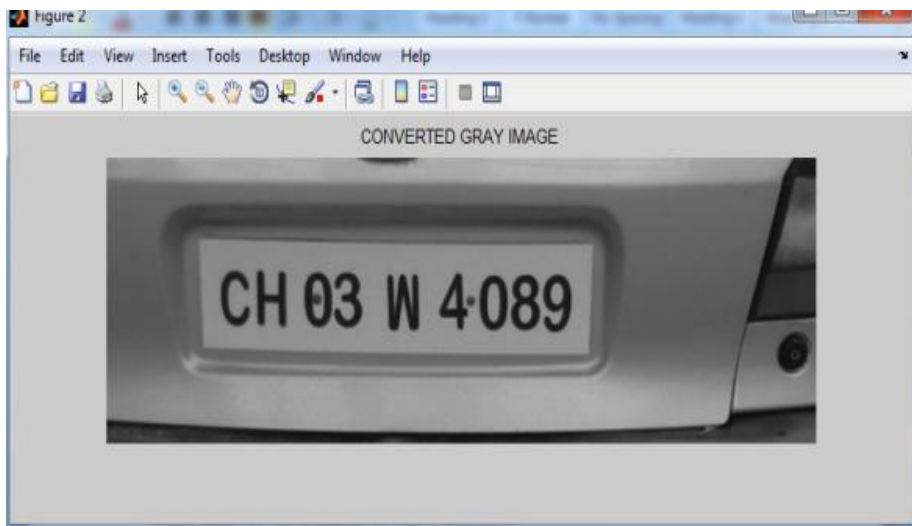 Figure 2
File Edit View Insert Tools Desktop Window Help
CONVERTED GRAY IMAGE
CH 03 W 4089